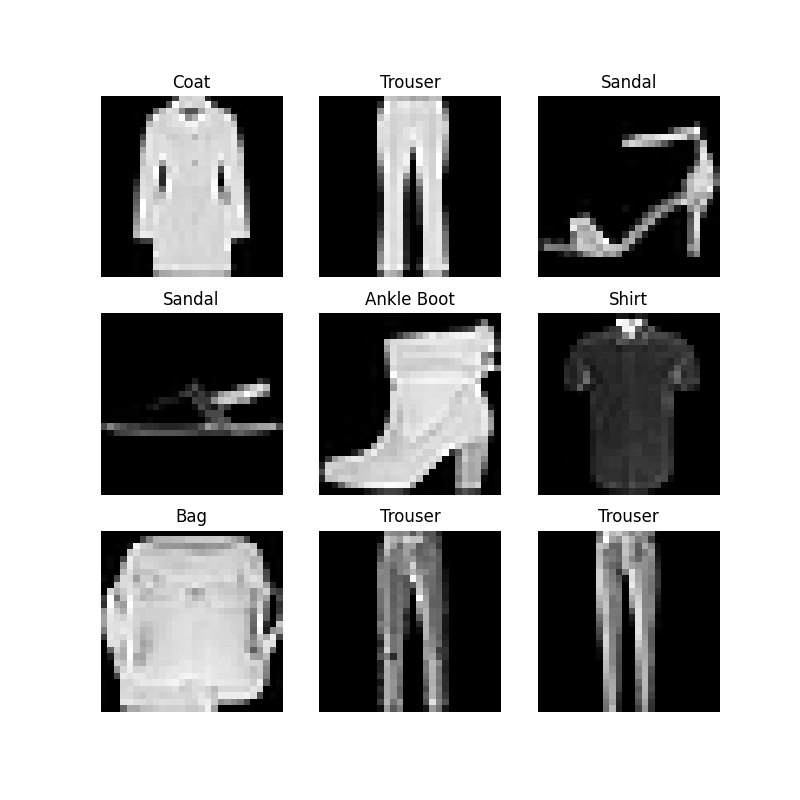 Coat
Trouser
Sandal
Sandal
Ankle Boot
Shirt
Bag
Trouser
Trouser